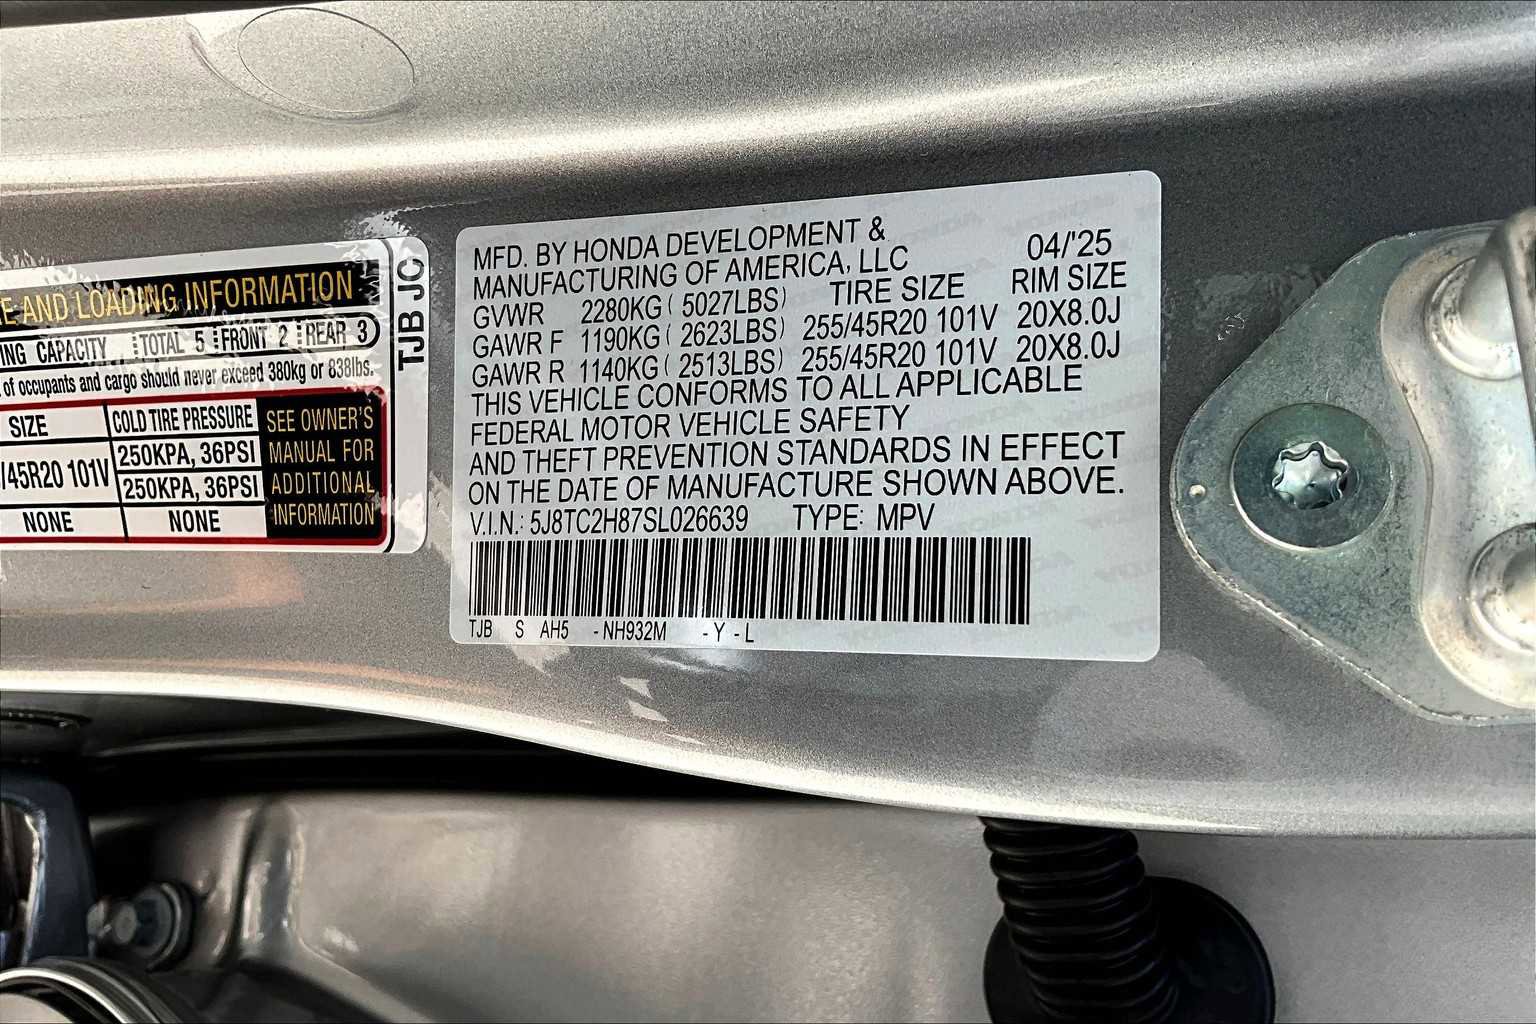 E AND LOADING INFORMATION
NG CAPACITY TOTAL 5 FRONT 2 REAR 3
of occupants and cargo should never exceed 380kg or 838lbs.
SIZE COLD TIRE PRESSURE SEE OWNER'S
MANUAL FOR
ADDITIONAL
INFORMATION
/45R20 101V 250KPA, 36PSI
250KPA, 36PSI
NONE NONE
TJB JC
MFD. BY HONDA DEVELOPMENT &
MANUFACTURING OF AMERICA, LLC 04/'25
GVWR 2280KG ( 5027LBS) TIRE SIZE RIM SIZE
GAWR F 1190KG ( 2623LBS) 255/45R20 101V 20X8.0J
GAWR R 1140KG ( 2513LBS) 255/45R20 101V 20X8.0J
THIS VEHICLE CONFORMS TO ALL APPLICABLE
FEDERAL MOTOR VEHICLE SAFETY
AND THEFT PREVENTION STANDARDS IN EFFECT
ON THE DATE OF MANUFACTURE SHOWN ABOVE.
V.I.N.: 5J8TC2H87SL026639 TYPE: MPV
TJB S AH5 -NH932M -Y -L